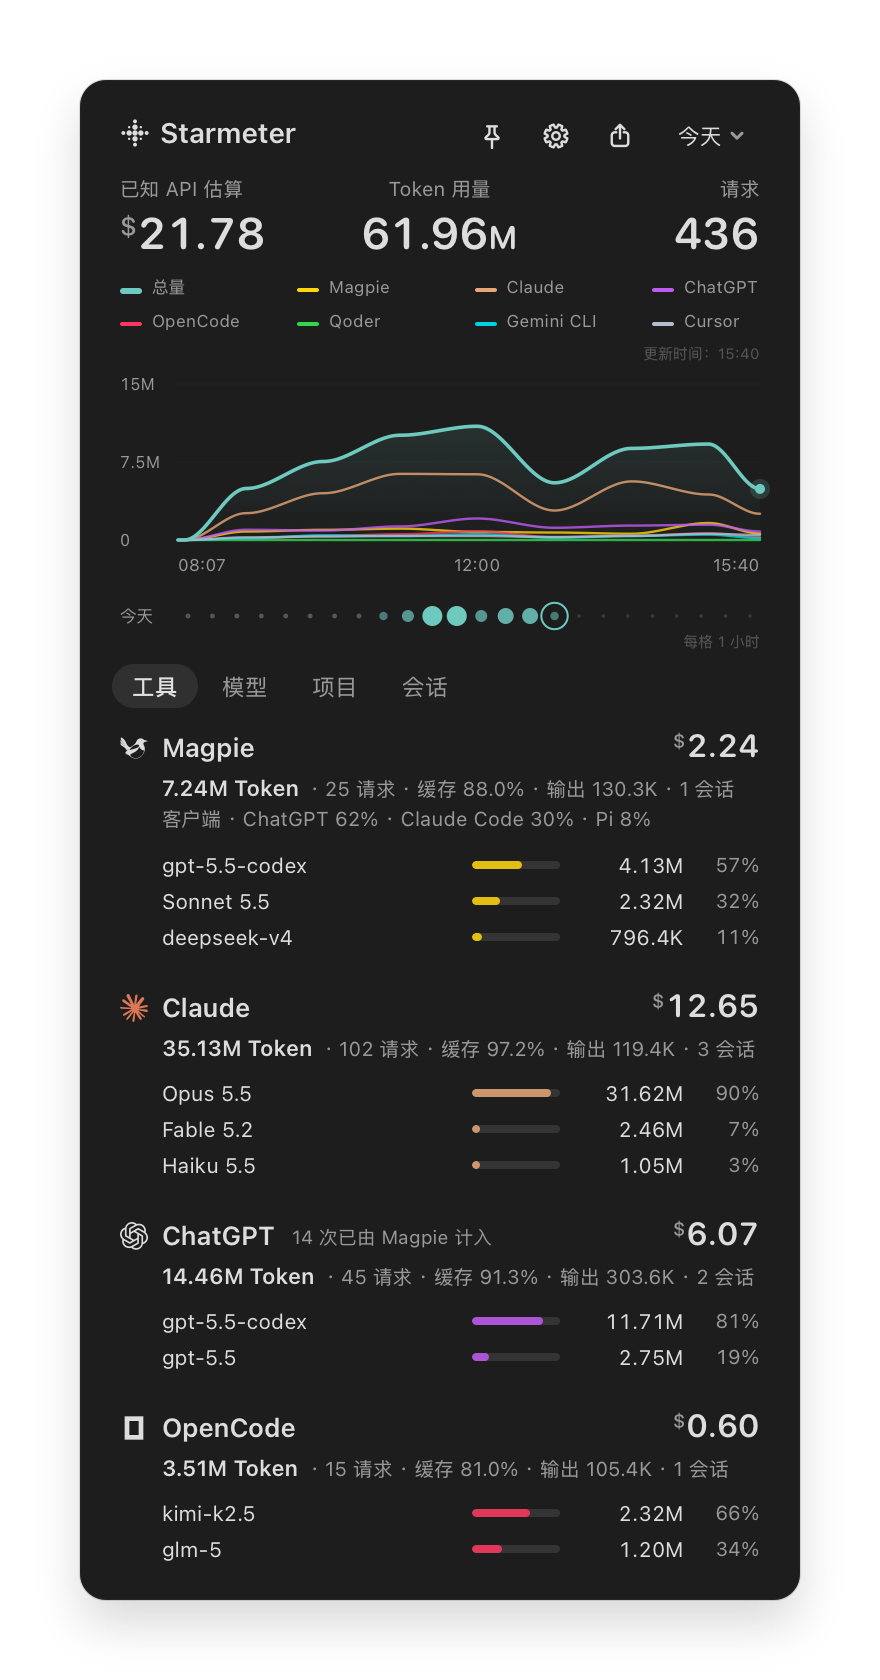 Starmeter 今天
已知 API 估算 Token 用量 请求
$21.78 61.96M 436
总量 Magpie Claude ChatGPT
OpenCode Qoder Gemini CLI Cursor
更新时间：15:40
15M
7.5M
0
08:07 12:00 15:40
今天
每格 1 小时
工具 模型 项目 会话
Magpie $2.24
7.24M Token · 25 请求 · 缓存 88.0% · 输出 130.3K · 1 会话
客户端 · ChatGPT 62% · Claude Code 30% · Pi 8%
gpt-5.5-codex 4.13M 57%
Sonnet 5.5 2.32M 32%
deepseek-v4 796.4K 11%
Claude $12.65
35.13M Token · 102 请求 · 缓存 97.2% · 输出 119.4K · 3 会话
Opus 5.5 31.62M 90%
Fable 5.2 2.46M 7%
Haiku 5.5 1.05M 3%
ChatGPT 14 次已由 Magpie 计入 $6.07
14.46M Token · 45 请求 · 缓存 91.3% · 输出 303.6K · 2 会话
gpt-5.5-codex 11.71M 81%
gpt-5.5 2.75M 19%
OpenCode $0.60
3.51M Token · 15 请求 · 缓存 81.0% · 输出 105.4K · 1 会话
kimi-k2.5 2.32M 66%
glm-5 1.20M 34%